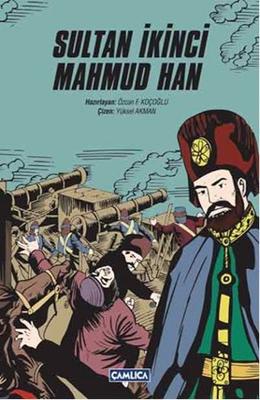 SULTAN İKİNCİ
MAHMUD HAN
Hazırlayan: Özcan F. KOÇOĞLU
Çizen: Yüksel AKMAN
ÇAMLICA